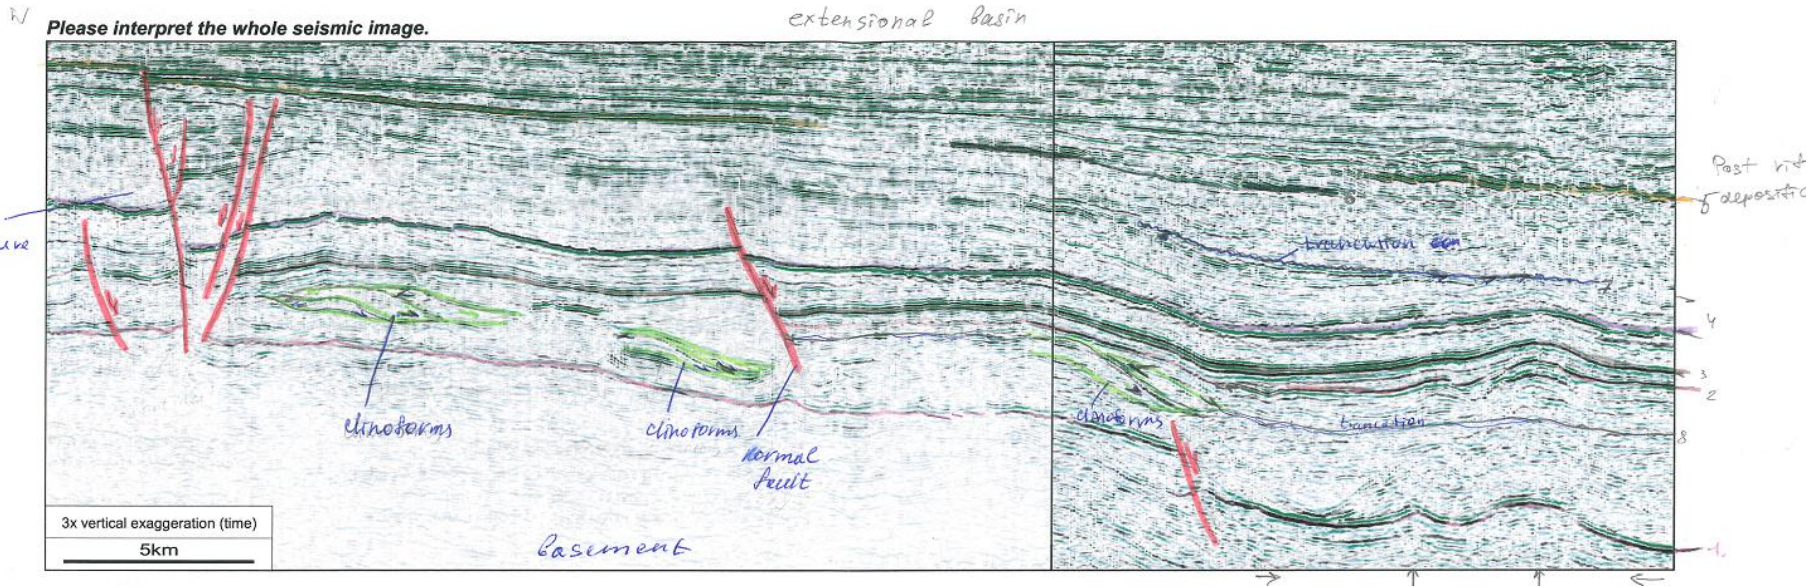 N
extensional basin
Please interpret the whole seismic image.
Post rift
5 deposition
truncation
4
3
2
clinoforms
clinoforms
clinoforms
truncation
8
normal
fault
1
3x vertical exaggeration (time)
5km
basement